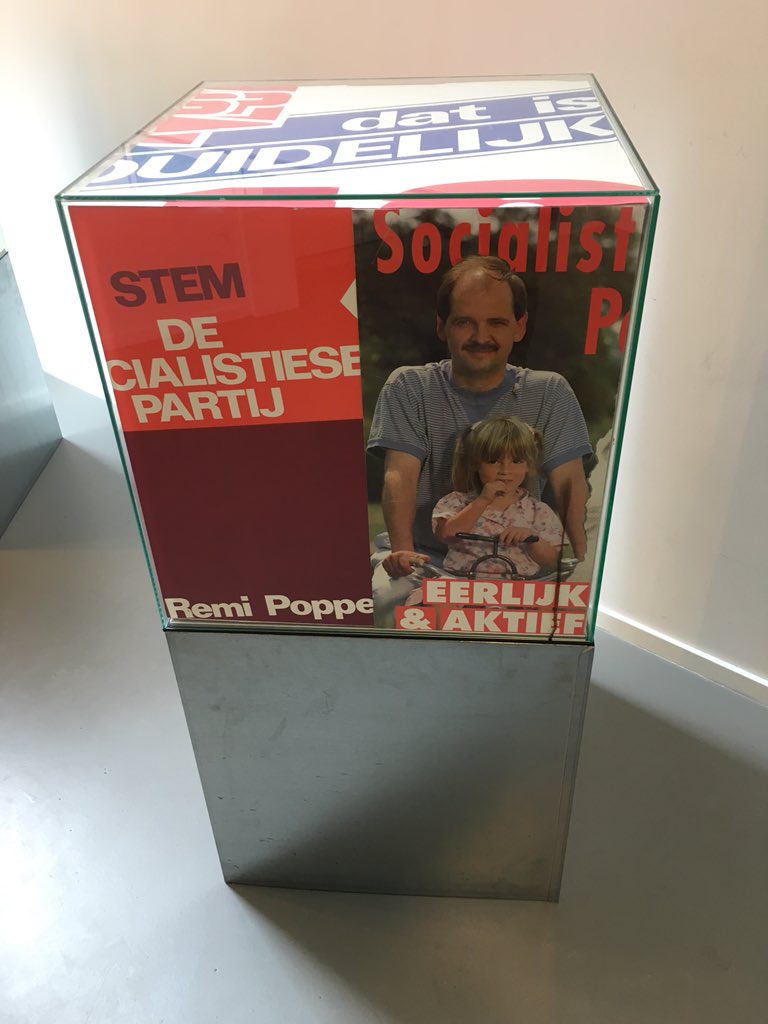 dat is
DUIDELIJK
STEM
DE
CIALISTIESE
PARTIJ
Remi Poppe
Socialist
P
EERLIJK
& AKTIEF